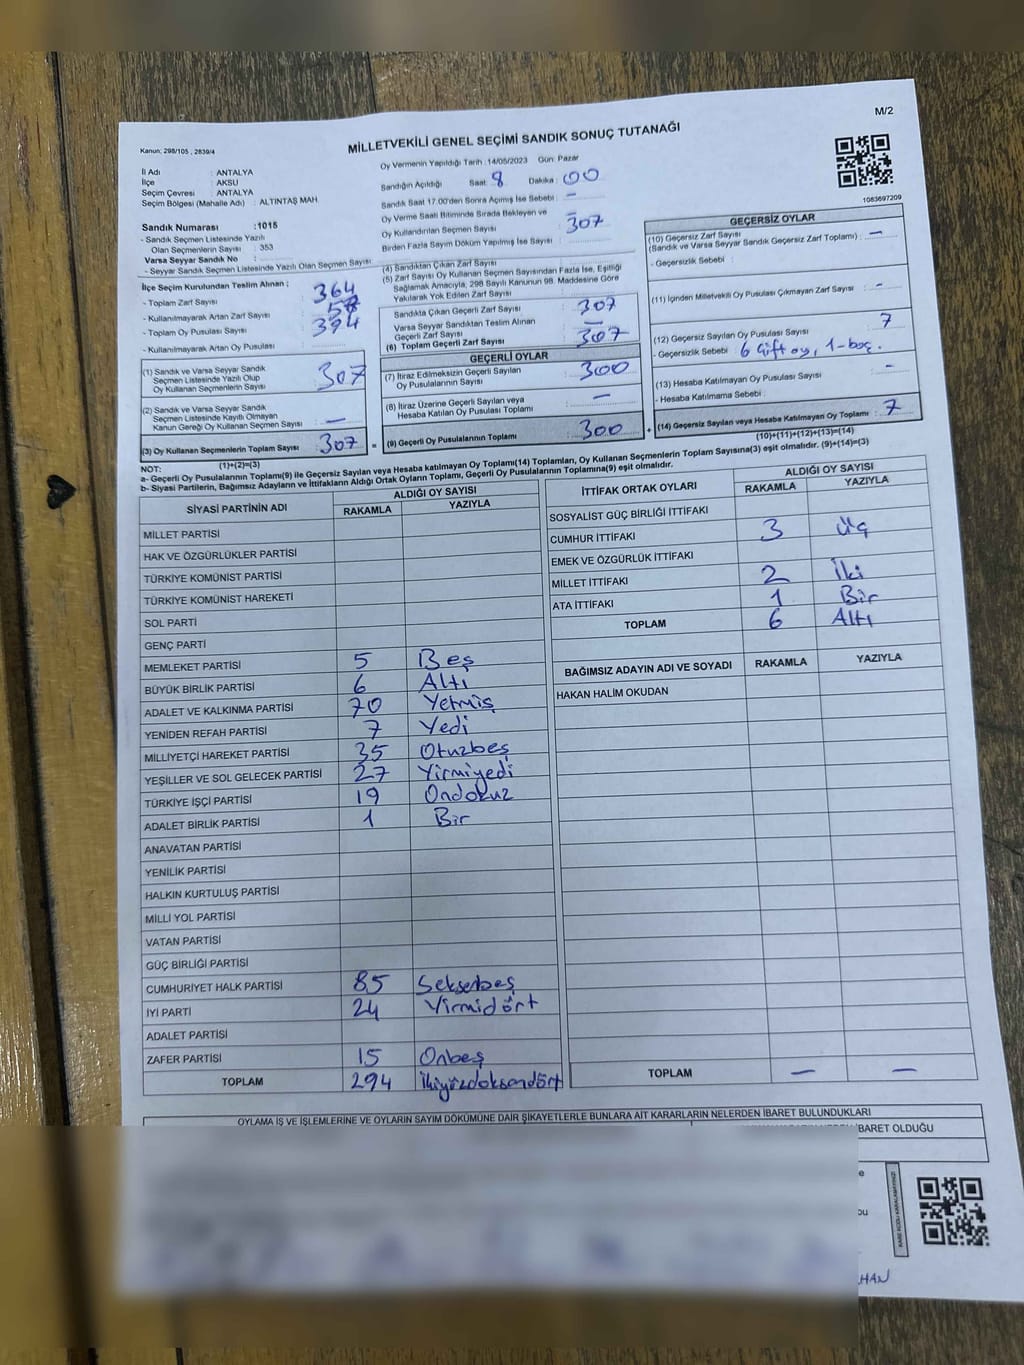 M/2
MİLLETVEKİLİ GENEL SEÇİMİ SANDIK SONUÇ TUTANAĞI
Kanun; 298/105 , 2839/4
İl Adı : ANTALYA
İlçe : AKSU
Seçim Çevresi : ANTALYA
Seçim Bölgesi (Mahalle Adı) : ALTINTAŞ MAH.
Sandık Numarası :1015
- Sandık Seçmen Listesinde Yazılı
Olan Seçmenlerin Sayısı : 353
Varsa Seyyar Sandık No :
- Seyyar Sandık Seçmen Listesinde Yazılı Olan Seçmen Sayısı:
Oy Vermenin Yapıldığı Tarih :14/05/2023 Gün: Pazar
Sandığın Açıldığı Saat: 8 Dakika : 00
Sandık Saat 17.00'den Sonra Açımış İse Sebebi : –
Oy Verme Saati Bitiminde Sırada Bekleyen ve
Oy Kullandırılan Seçmen Sayısı : –
307
Birden Fazla Sayım Döküm Yapılmış İse Sayısı :
1083697209
İlçe Seçim Kurulundan Teslim Alınan ;
- Toplam Zarf Sayısı : 364
- Kullanılmayarak Artan Zarf Sayısı
- Toplam Oy Pusulası Sayısı : 394
- Kullanılmayarak Artan Oy Pusulası :
(1) Sandık ve Varsa Seyyar Sandık
Seçmen Listesinde Yazılı Olup
Oy Kullanan Seçmenlerin Sayısı : 307
(2) Sandık ve Varsa Seyyar Sandık
Seçmen Listesinde Kayıtlı Olmayan
Kanun Gereği Oy Kullanan Seçmen Sayısı : –
(3) Oy Kullanan Seçmenlerin Toplam Sayısı : 307
(1)+(2)=(3)
(4) Sandıktan Çıkan Zarf Sayısı :
(5) Zarf Sayısı Oy Kullanan Seçmen Sayısından Fazla İse, Eşitliği
Sağlamak Amacıyla, 298 Sayılı Kanunun 98. Maddesine Göre
Yakılarak Yok Edilen Zarf Sayısı :
Sandıkta Çıkan Geçerli Zarf Sayısı : 307
Varsa Seyyar Sandıktan Teslim Alınan
Geçerli Zarf Sayısı : –
(6) Toplam Geçerli Zarf Sayısı : 307
GEÇERLİ OYLAR
(7) İtiraz Edilmeksizin Geçerli Sayılan
Oy Pusulalarının Sayısı : 300
(8) İtiraz Üzerine Geçerli Sayılan veya
Hesaba Katılan Oy Pusulası Toplamı : –
= (9) Geçerli Oy Pusulalarının Toplamı : 300
GEÇERSİZ OYLAR
(10) Geçersiz Zarf Sayısı
(Sandık ve Varsa Seyyar Sandık Geçersiz Zarf Toplamı) : –
- Geçersizlik Sebebi :
(11) İçinden Milletvekili Oy Pusulası Çıkmayan Zarf Sayısı : –
(12) Geçersiz Sayılan Oy Pusulası Sayısı : 7
- Geçersizlik Sebebi : 6 Çift oy, 1-boş.
(13) Hesaba Katılmayan Oy Pusulası Sayısı : –
- Hesaba Katılmama Sebebi :
+ (14) Geçersiz Sayılan veya Hesaba Katılmayan Oy Toplamı : 7
(10)+(11)+(12)+(13)=(14)
NOT:
a- Geçerli Oy Pusulalarının Toplamı(9) ile Geçersiz Sayılan veya Hesaba katılmayan Oy Toplamı(14) Toplamları, Oy Kullanan Seçmenlerin Toplam Sayısına(3) eşit olmalıdır. (9)+(14)=(3)
b- Siyasi Partilerin, Bağımsız Adayların ve İttifakların Aldığı Ortak Oyların Toplamı, Geçerli Oy Pusulalarının Toplamına(9) eşit olmalıdır.
SİYASİ PARTİNİN ADI ALDIĞI OY SAYISI
RAKAMLA YAZIYLA
MİLLET PARTİSİ
HAK VE ÖZGÜRLÜKLER PARTİSİ
TÜRKİYE KOMÜNİST PARTİSİ
TÜRKİYE KOMÜNİST HAREKETİ
SOL PARTİ
GENÇ PARTİ
MEMLEKET PARTİSİ 5 Beş
BÜYÜK BİRLİK PARTİSİ 6 Altı
ADALET VE KALKINMA PARTİSİ 70 Yetmiş
YENİDEN REFAH PARTİSİ 7 Yedi
MİLLİYETÇİ HAREKET PARTİSİ 35 Otuzbeş
YEŞİLLER VE SOL GELECEK PARTİSİ 27 Yirmiyedi
TÜRKİYE İŞÇİ PARTİSİ 19 Ondokuz
ADALET BİRLİK PARTİSİ 1 Bir
ANAVATAN PARTİSİ
YENİLİK PARTİSİ
HALKIN KURTULUŞ PARTİSİ
MİLLİ YOL PARTİSİ
VATAN PARTİSİ
GÜÇ BİRLİĞİ PARTİSİ
CUMHURİYET HALK PARTİSİ 85 Seksenbeş
İYİ PARTİ 24 Yirmidört
ADALET PARTİSİ
ZAFER PARTİSİ 15 Onbeş
TOPLAM 294 İkiyüzdoksandört
İTTİFAK ORTAK OYLARI ALDIĞI OY SAYISI
RAKAMLA YAZIYLA
SOSYALİST GÜÇ BİRLİĞİ İTTİFAKI
CUMHUR İTTİFAKI 3 Üç
EMEK VE ÖZGÜRLÜK İTTİFAKI
MİLLET İTTİFAKI 2 İki
ATA İTTİFAKI 1 Bir
TOPLAM 6 Altı
BAĞIMSIZ ADAYIN ADI VE SOYADI RAKAMLA YAZIYLA
HAKAN HALİM OKUDAN
TOPLAM – –
OYLAMA İŞ VE İŞLEMLERİNE VE OYLARIN SAYIM DÖKÜMÜNE DAİR ŞİKAYETLERLE BUNLARA AİT KARARLARIN NELERDEN İBARET BULUNDUKLARI
İBARET OLDUĞU